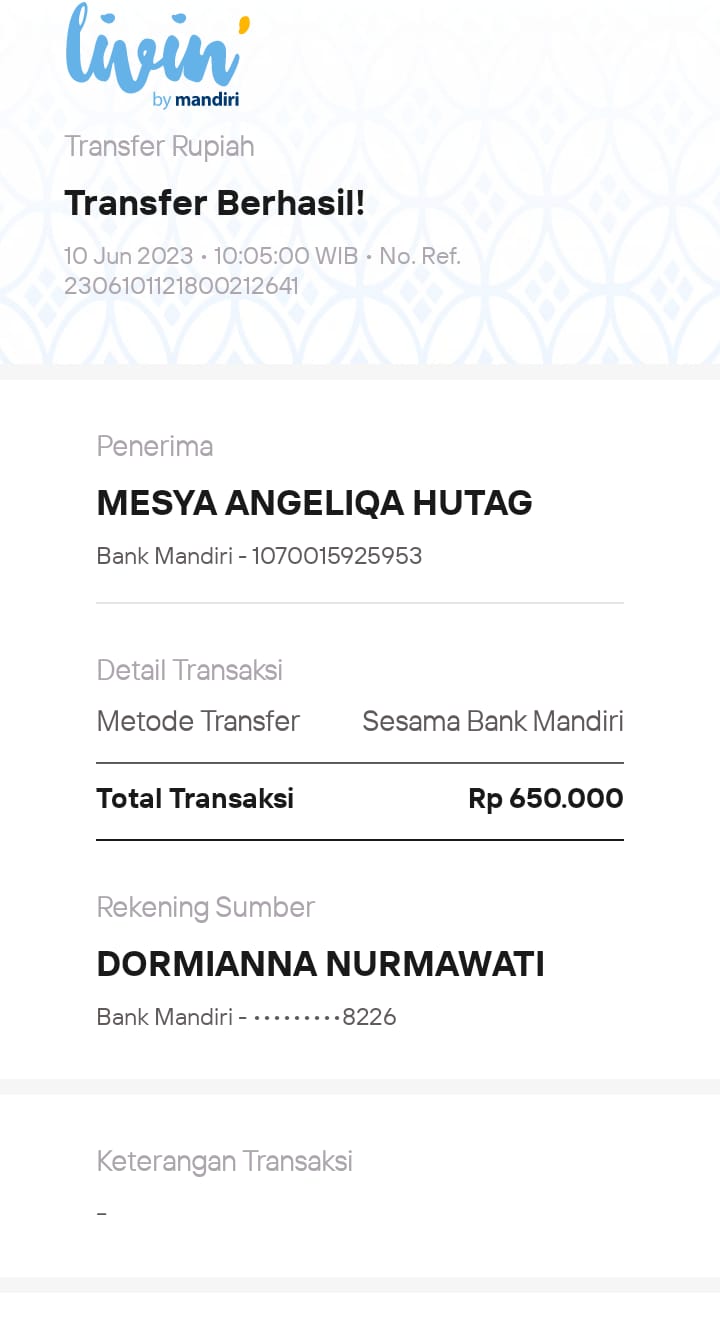 livin'
by mandiri
Transfer Rupiah
Transfer Berhasil!
10 Jun 2023 • 10:05:00 WIB • No. Ref.
2306101121800212641
Penerima
MESYA ANGELIQA HUTAG
Bank Mandiri - 1070015925953
Detail Transaksi
Metode Transfer Sesama Bank Mandiri
Total Transaksi Rp 650.000
Rekening Sumber
DORMIANNA NURMAWATI
Bank Mandiri - •••••••••8226
Keterangan Transaksi
-